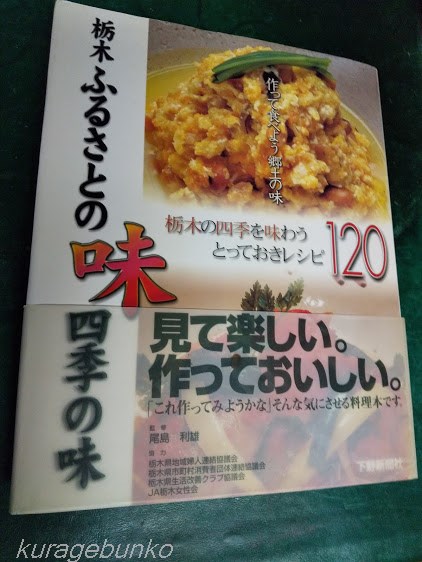 栃木
ふるさとの
味
四季の味
作って食べよう郷土の味
栃木の四季を味わう
とっておきレシピ
120
見て楽しい。
作っておいしい。
「これ作ってみようかな」そんな気にさせる料理本です。
監修
尾島 利雄
協力
栃木県地域婦人連絡協議会
栃木県市町村消費者団体連絡協議会
栃木県生活改善クラブ協議会
JA栃木女性会
下野新聞社
kuragebunko